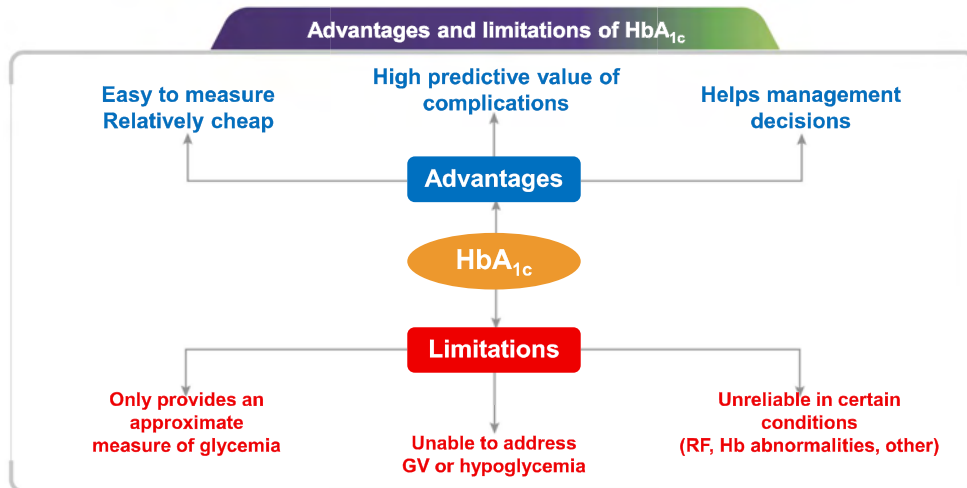 Advantages and limitations of HbA1c
Easy to measure
Relatively cheap
High predictive value of
complications
Helps management
decisions
Advantages
HbA1c
Limitations
Only provides an
approximate
measure of glycemia
Unable to address
GV or hypoglycemia
Unreliable in certain
conditions
(RF, Hb abnormalities, other)